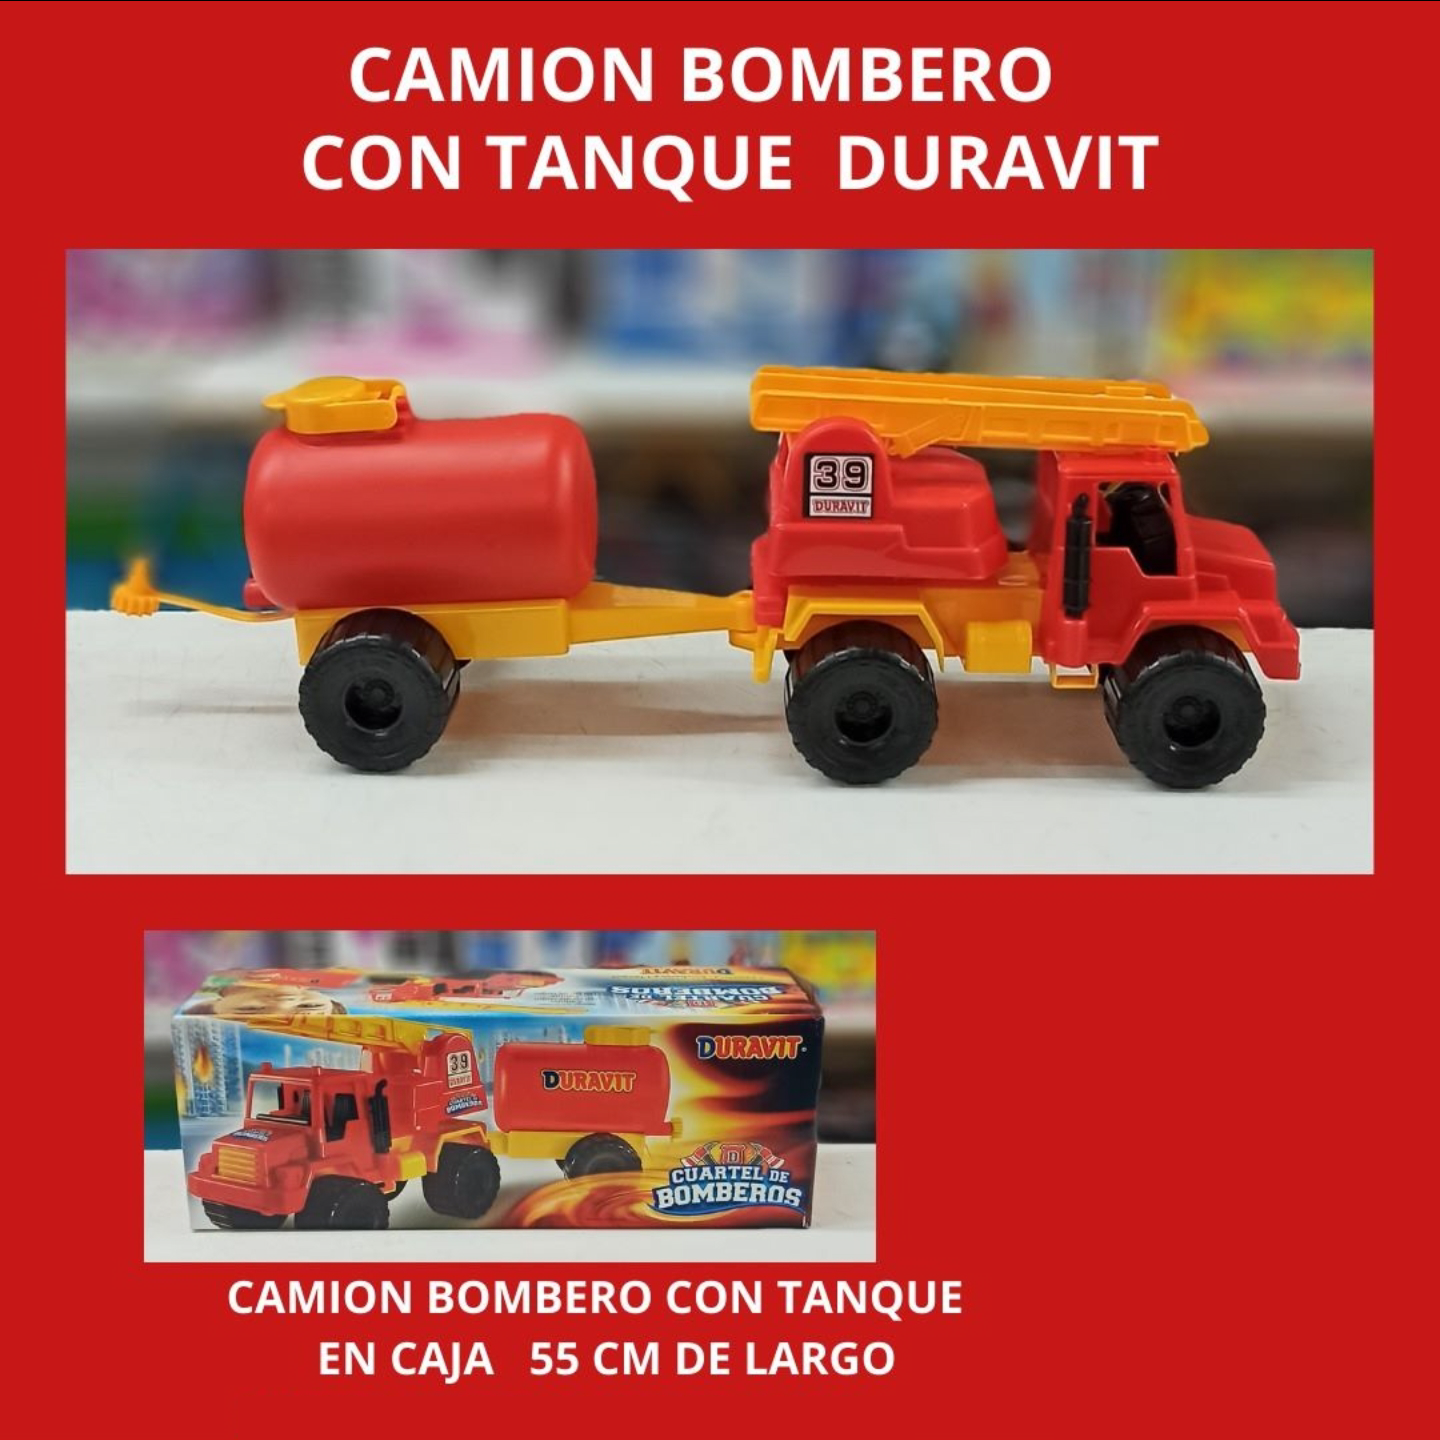 CAMION BOMBERO
CON TANQUE DURAVIT
39
DURAVIT
DURAVIT
CUARTEL DE
BOMBEROS
DURAVIT
39
DURAVIT
DURAVIT
CUARTEL DE
BOMBEROS
CAMION BOMBERO CON TANQUE
EN CAJA 55 CM DE LARGO